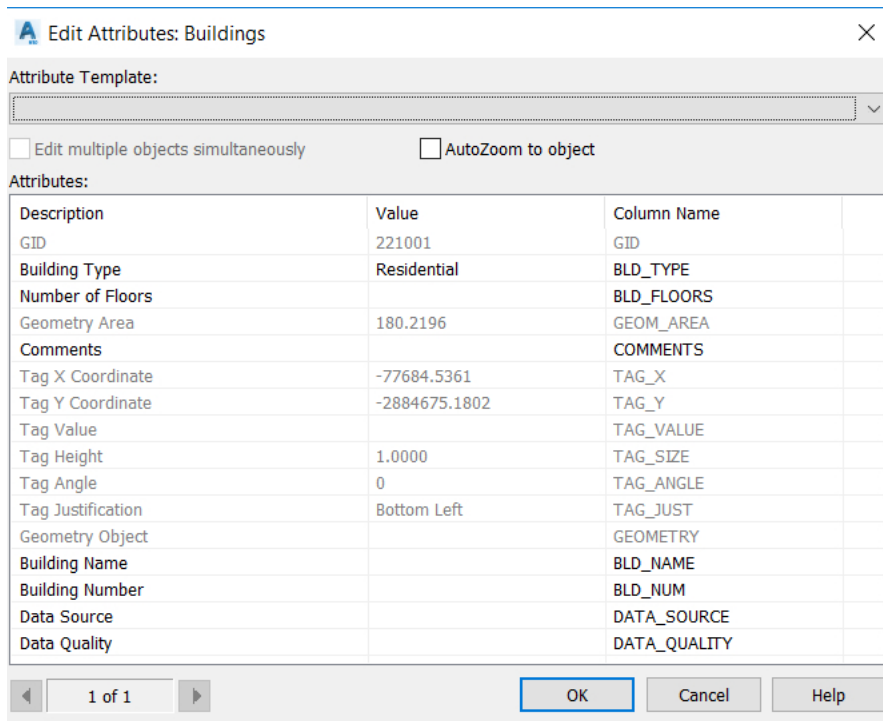 Edit Attributes: Buildings
Attribute Template:
Edit multiple objects simultaneously AutoZoom to object
Attributes:
Description Value Column Name
GID 221001 GID
Building Type Residential BLD_TYPE
Number of Floors BLD_FLOORS
Geometry Area 180.2196 GEOM_AREA
Comments COMMENTS
Tag X Coordinate -77684.5361 TAG_X
Tag Y Coordinate -2884675.1802 TAG_Y
Tag Value TAG_VALUE
Tag Height 1.0000 TAG_SIZE
Tag Angle 0 TAG_ANGLE
Tag Justification Bottom Left TAG_JUST
Geometry Object GEOMETRY
Building Name BLD_NAME
Building Number BLD_NUM
Data Source DATA_SOURCE
Data Quality DATA_QUALITY
1 of 1 OK Cancel Help